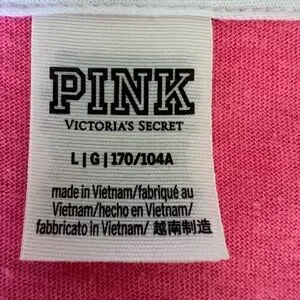 PINK
VICTORIA'S SECRET
L|G|170/104A
made in Vietnam/fabriqué au
Vietnam/hecho en Vietnam/
fabbricato in Vietnam/ 越南制造